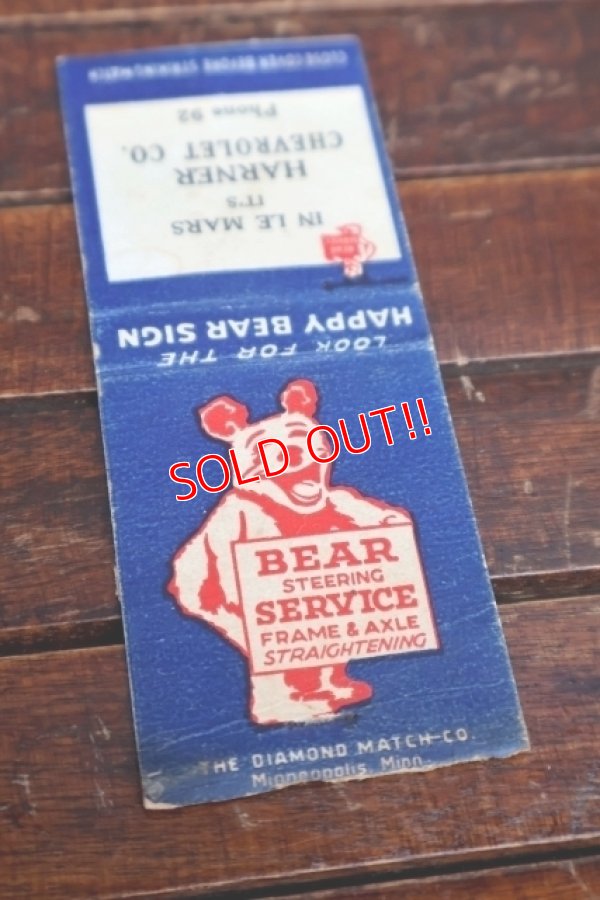 CLOSE COVER BEFORE STRIKING MATCH
IN LE MARS
IT'S
HARNER
CHEVROLET CO.
Phone 92
LOOK FOR THE
HAPPY BEAR SIGN
SOLD OUT!!
BEAR
STEERING
SERVICE
FRAME & AXLE
STRAIGHTENING
THE DIAMOND MATCH CO.
Minneapolis, Minn.